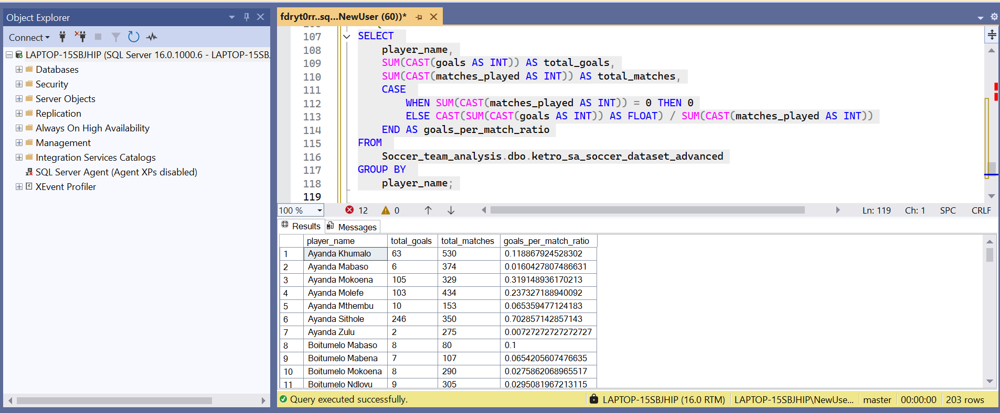 Object Explorer
Connect
LAPTOP-15SBJHIP (SQL Server 16.0.1000.6 - LAPTOP-15SB
Databases
Security
Server Objects
Replication
Always On High Availability
Management
Integration Services Catalogs
SQL Server Agent (Agent XPs disabled)
XEvent Profiler
fdryt0rr..sq...NewUser (60))*
107 SELECT
108 player_name,
109 SUM(CAST(goals AS INT)) AS total_goals,
110 SUM(CAST(matches_played AS INT)) AS total_matches,
111 CASE
112 WHEN SUM(CAST(matches_played AS INT)) = 0 THEN 0
113 ELSE CAST(SUM(CAST(goals AS INT)) AS FLOAT) / SUM(CAST(matches_played AS INT))
114 END AS goals_per_match_ratio
115 FROM
116 Soccer_team_analysis.dbo.ketro_sa_soccer_dataset_advanced
117 GROUP BY
118 player_name;
119
100 % 12 0 Ln: 119 Ch: 1 SPC CRLF
Results Messages
player_name total_goals total_matches goals_per_match_ratio
1 Ayanda Khumalo 63 530 0.118867924528302
2 Ayanda Mabaso 6 374 0.0160427807486631
3 Ayanda Mokoena 105 329 0.319148936170213
4 Ayanda Molefe 103 434 0.237327188940092
5 Ayanda Mthembu 10 153 0.065359477124183
6 Ayanda Sithole 246 350 0.702857142857143
7 Ayanda Zulu 2 275 0.00727272727272727
8 Boitumelo Mabaso 8 80 0.1
9 Boitumelo Mabena 7 107 0.0654205607476635
10 Boitumelo Mokoena 8 290 0.0275862068965517
11 Boitumelo Ndlovu 9 305 0.0295081967213115
Query executed successfully. LAPTOP-15SBJHIP (16.0 RTM) LAPTOP-15SBJHIP\NewUse... master 00:00:00 203 rows